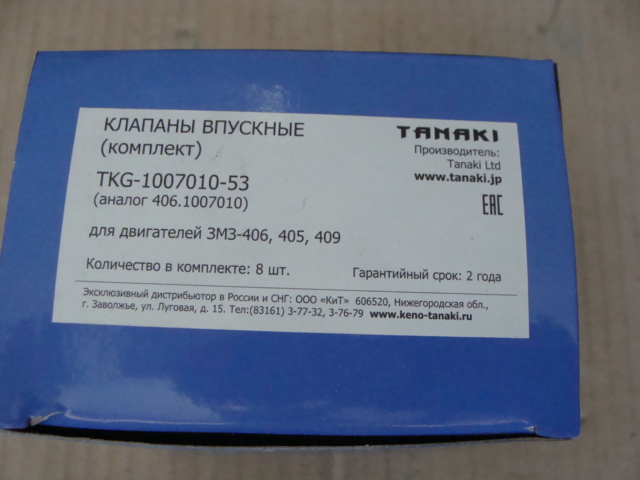 КЛАПАНЫ ВПУСКНЫЕ
(комплект)
TKG-1007010-53
(аналог 406.1007010)
для двигателей ЗМЗ-406, 405, 409
Количество в комплекте: 8 шт.
TANAKI
Производитель:
Tanaki Ltd
www.tanaki.jp
EAC
Гарантийный срок: 2 года
Эксклюзивный дистрибьютор в России и СНГ: ООО «КиТ» 606520, Нижегородская обл.,
г. Заволжье, ул. Луговая, д. 15. Тел:(83161) 3-77-32, 3-76-79 www.keno-tanaki.ru